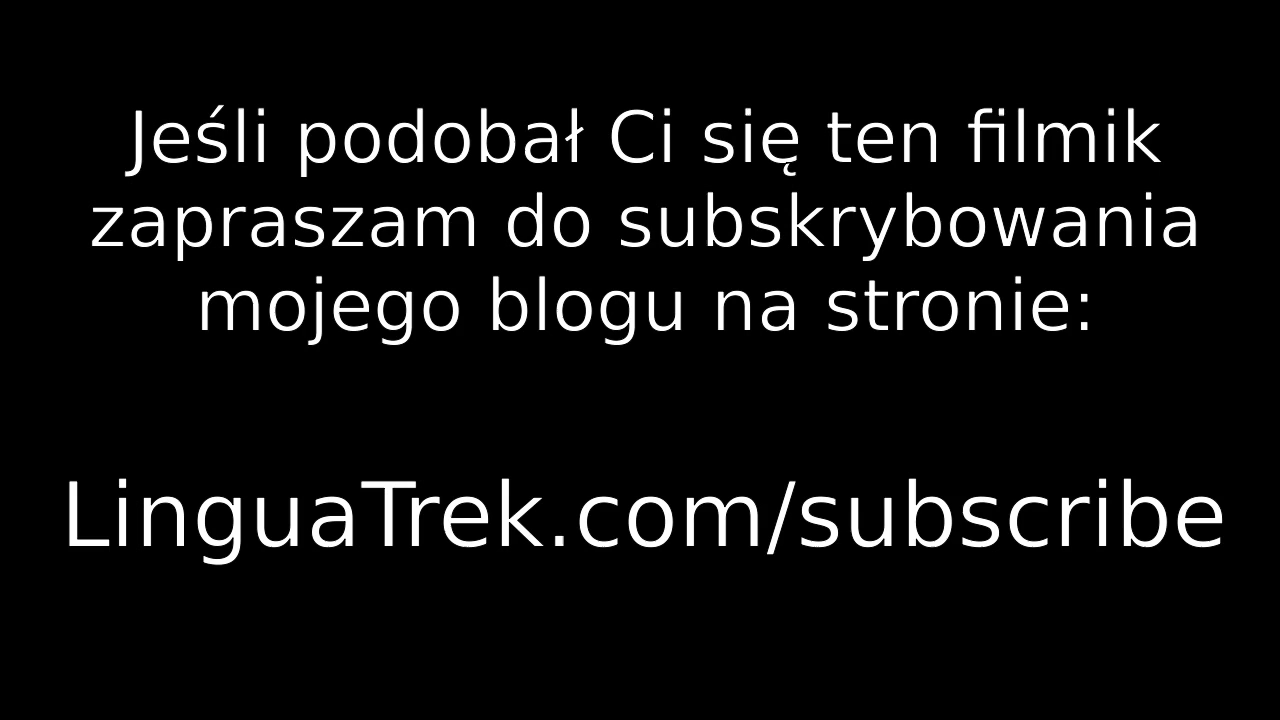 Jeśli podobał Ci się ten filmik
zapraszam do subskrybowania
mojego blogu na stronie:
LinguaTrek.com/subscribe